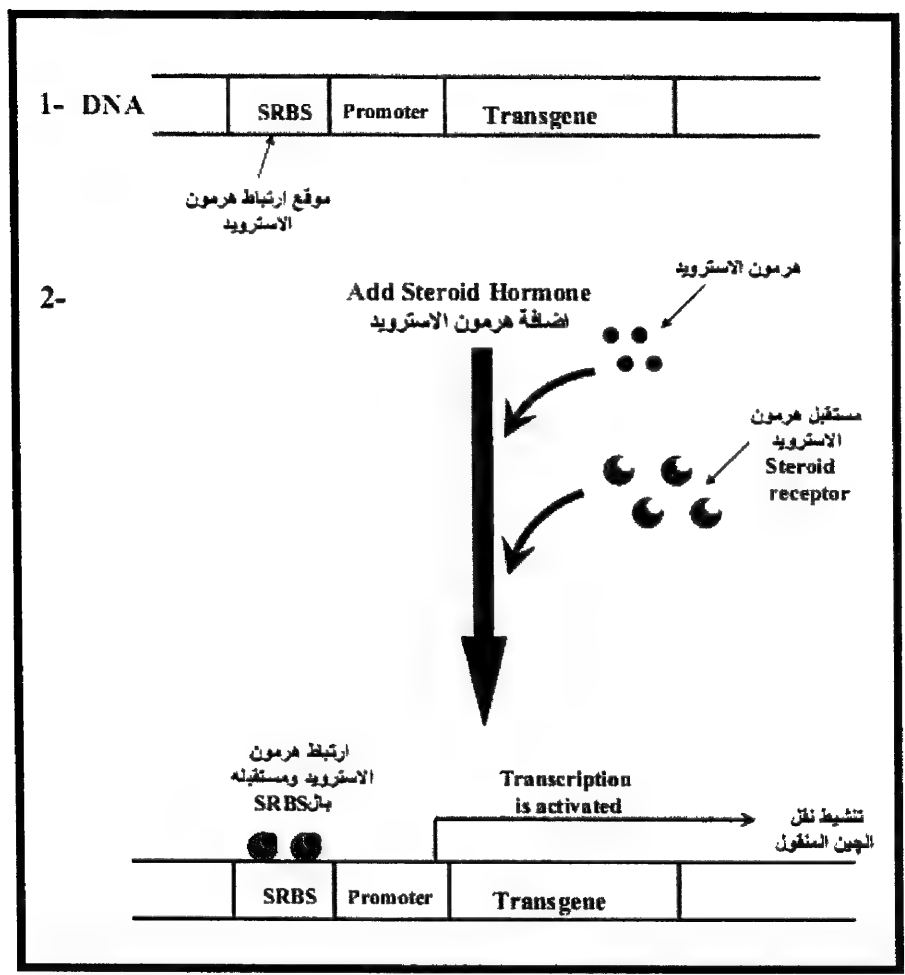 1- DNA
SRBS
Promoter
Transgene
موقع ارتباط هرمون
الاسترويد
2-
Add Steroid Hormone
اضافة هرمون الاسترويد
هرمون الاسترويد
مستقبل هرمون
الاسترويد
Steroid
receptor
ارتباط هرمون
الاسترويد ومستقبله
بالـSRBS
Transcription
is activated
تنشيط نقل
الجين المنقول
SRBS
Promoter
Transgene